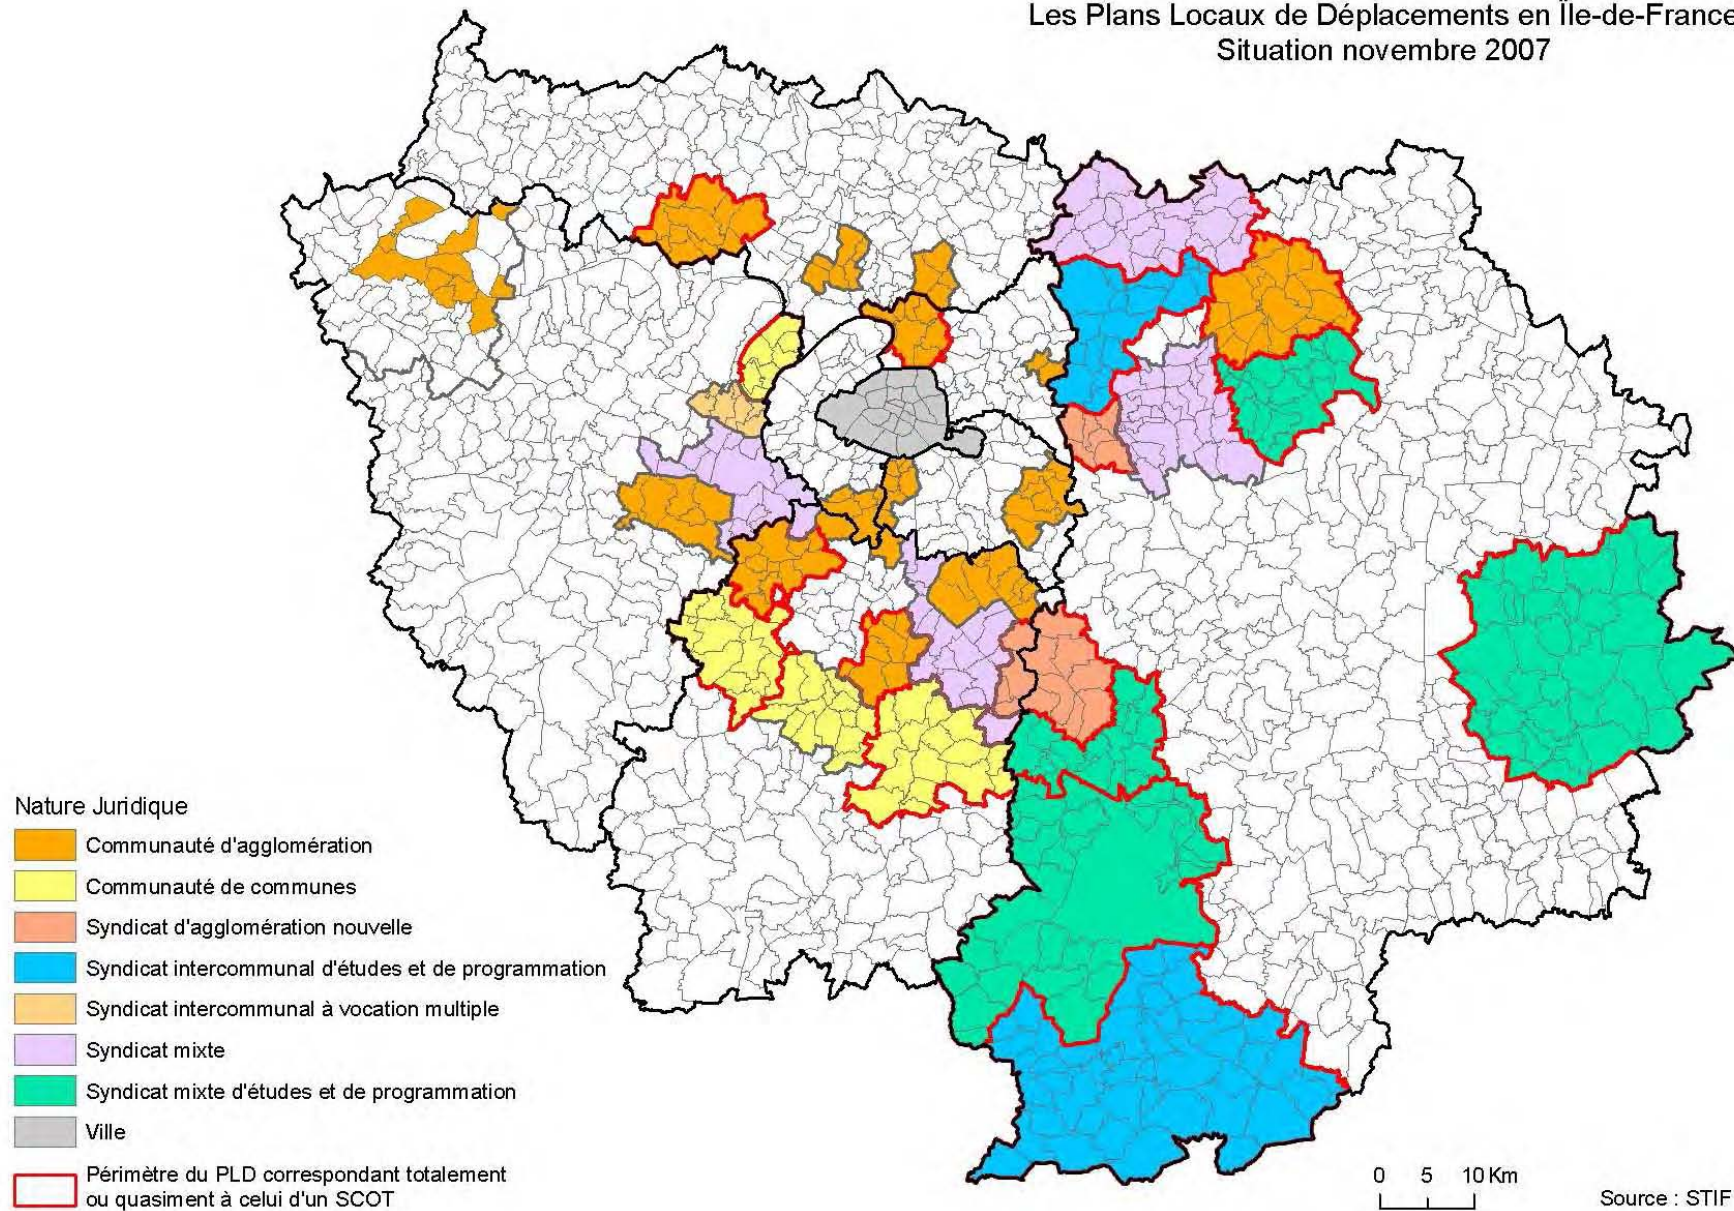 Les Plans Locaux de Déplacements en Île-de-France
Situation novembre 2007
Nature Juridique
Communauté d'agglomération
Communauté de communes
Syndicat d'agglomération nouvelle
Syndicat intercommunal d'études et de programmation
Syndicat intercommunal à vocation multiple
Syndicat mixte
Syndicat mixte d'études et de programmation
Ville
Périmètre du PLD correspondant totalement
ou quasiment à celui d'un SCOT
0 5 10 Km
Source : STIF